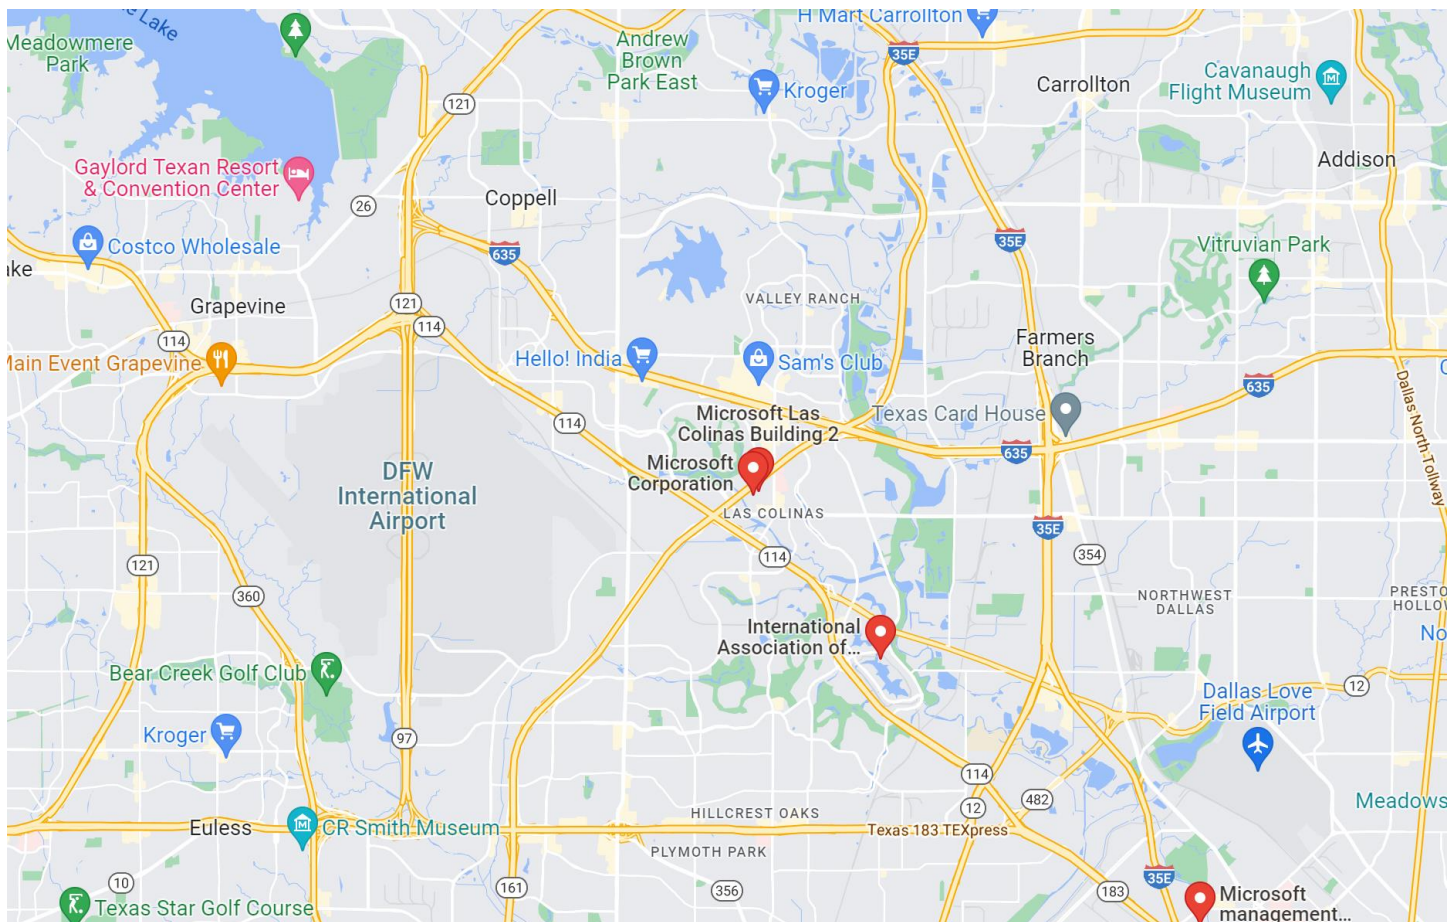 Lake
H Mart Carrollton
Meadowmere
Park
Andrew
Brown
Park East
35E
Kroger
Carrollton
Cavanaugh
Flight Museum
121
Addison
Gaylord Texan Resort
& Convention Center
26
Coppell
635
35E
Vitruvian Park
Costco Wholesale
ake
Grapevine
121
114
VALLEY RANCH
114
Farmers
Branch
Main Event Grapevine
Hello! India
Sam's Club
635
Dallas North Tollway
114
Microsoft Las
Colinas Building 2
Texas Card House
635
Microsoft
Corporation
DFW
International
Airport
LAS COLINAS
35E
114
354
121
360
NORTHWEST
DALLAS
PRESTO
HOLLOW
International
Association of...
No
Bear Creek Golf Club
12
Dallas Love
Field Airport
Kroger
97
114
12
482
Meadows
HILLCREST OAKS
Euless
CR Smith Museum
Texas 183 TEXpress
PLYMOTH PARK
10
161
356
35E
183
Texas Star Golf Course
Microsoft
management...